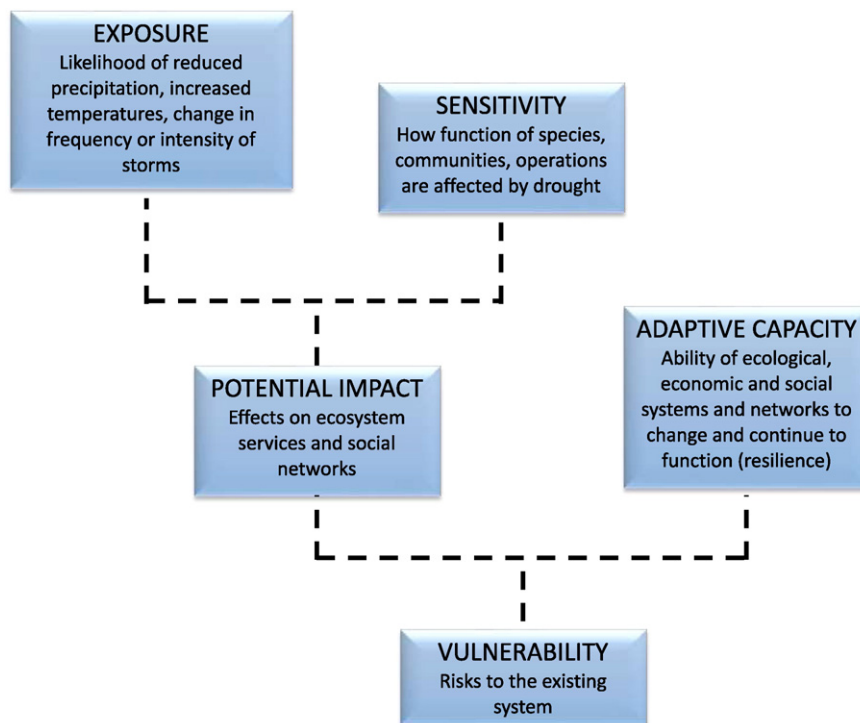 EXPOSURE
Likelihood of reduced
precipitation, increased
temperatures, change in
frequency or intensity of
storms
SENSITIVITY
How function of species,
communities, operations
are affected by drought
POTENTIAL IMPACT
Effects on ecosystem
services and social
networks
ADAPTIVE CAPACITY
Ability of ecological,
economic and social
systems and networks to
change and continue to
function (resilience)
VULNERABILITY
Risks to the existing
system